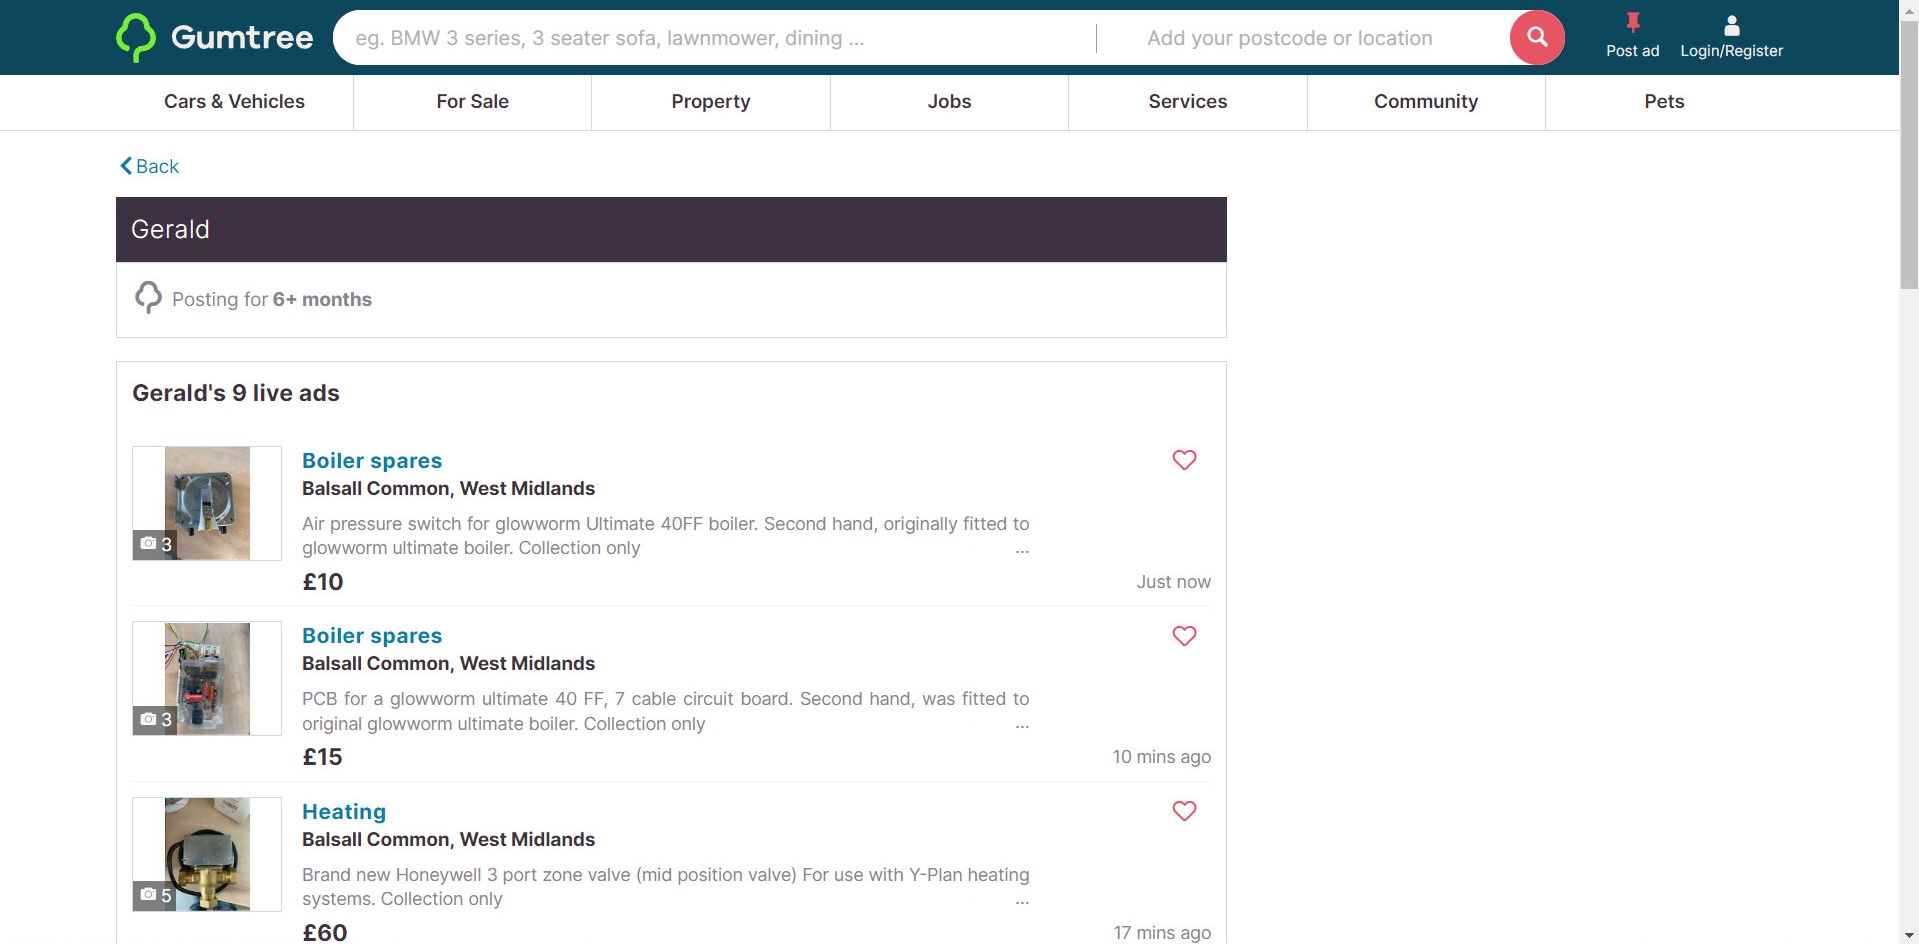 Gumtree
eg. BMW 3 series, 3 seater sofa, lawnmower, dining ...
Add your postcode or location
Post ad
Login/Register
Cars & Vehicles
For Sale
Property
Jobs
Services
Community
Pets
Back
Gerald
Posting for 6+ months
Gerald's 9 live ads
Boiler spares
Balsall Common, West Midlands
Air pressure switch for glowworm Ultimate 40FF boiler. Second hand, originally fitted to
glowworm ultimate boiler. Collection only ...
3
£10
Just now
Boiler spares
Balsall Common, West Midlands
PCB for a glowworm ultimate 40 FF, 7 cable circuit board. Second hand, was fitted to
original glowworm ultimate boiler. Collection only ...
3
£15
10 mins ago
Heating
Balsall Common, West Midlands
Brand new Honeywell 3 port zone valve (mid position valve) For use with Y-Plan heating
systems. Collection only ...
5
£60
17 mins ago